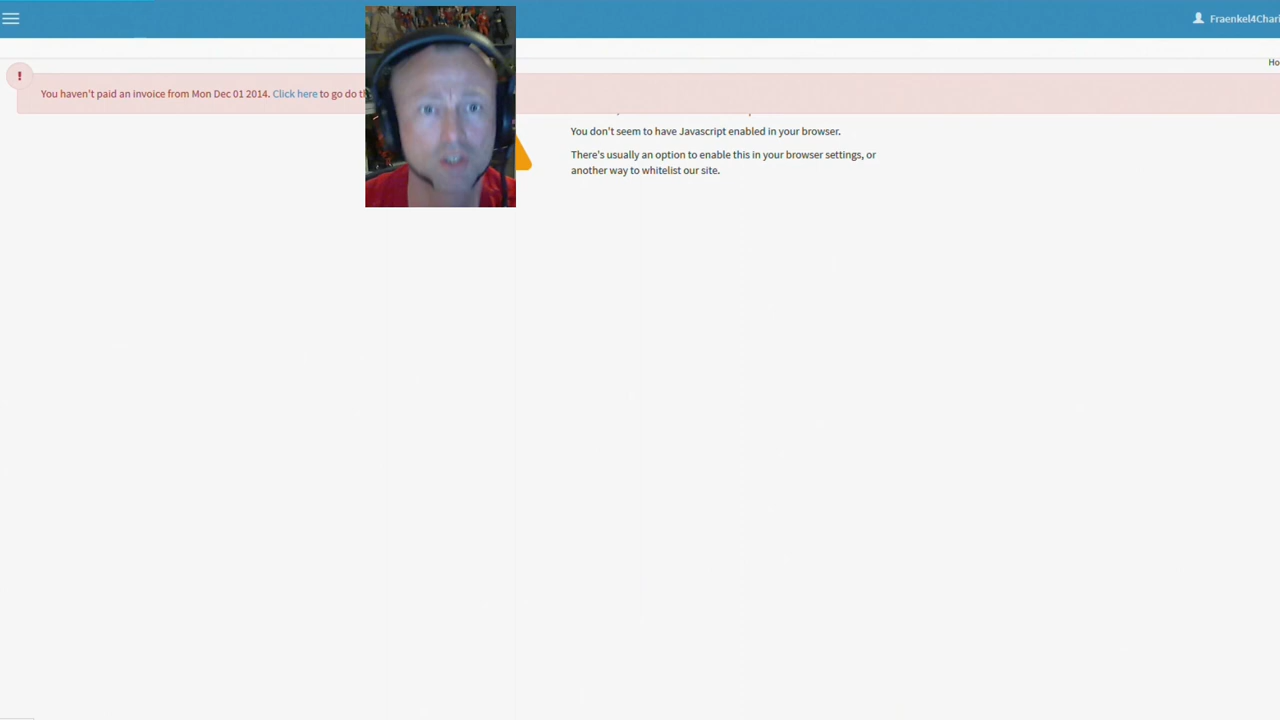 Fraenkel4Chari
Ho
!
You haven't paid an invoice from Mon Dec 01 2014. Click here to go do th
You don't seem to have Javascript enabled in your browser.
There's usually an option to enable this in your browser settings, or
another way to whitelist our site.